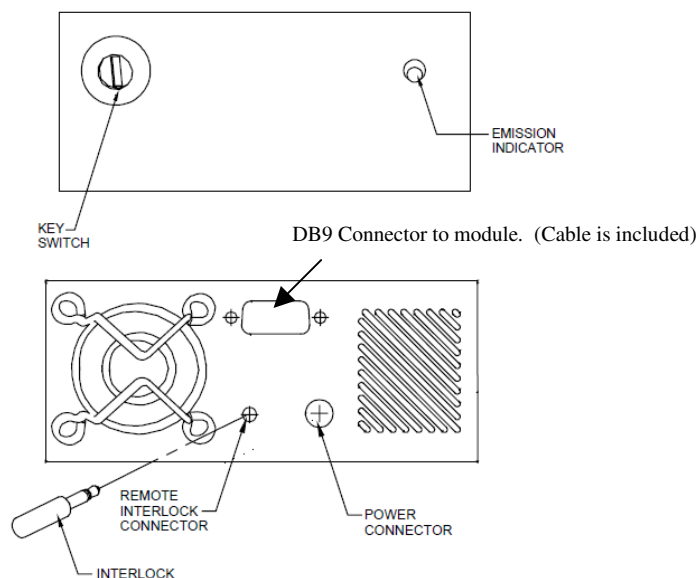 EMISSION
INDICATOR
KEY
SWITCH
DB9 Connector to module.  (Cable is included)
REMOTE
INTERLOCK
CONNECTOR
POWER
CONNECTOR
INTERLOCK